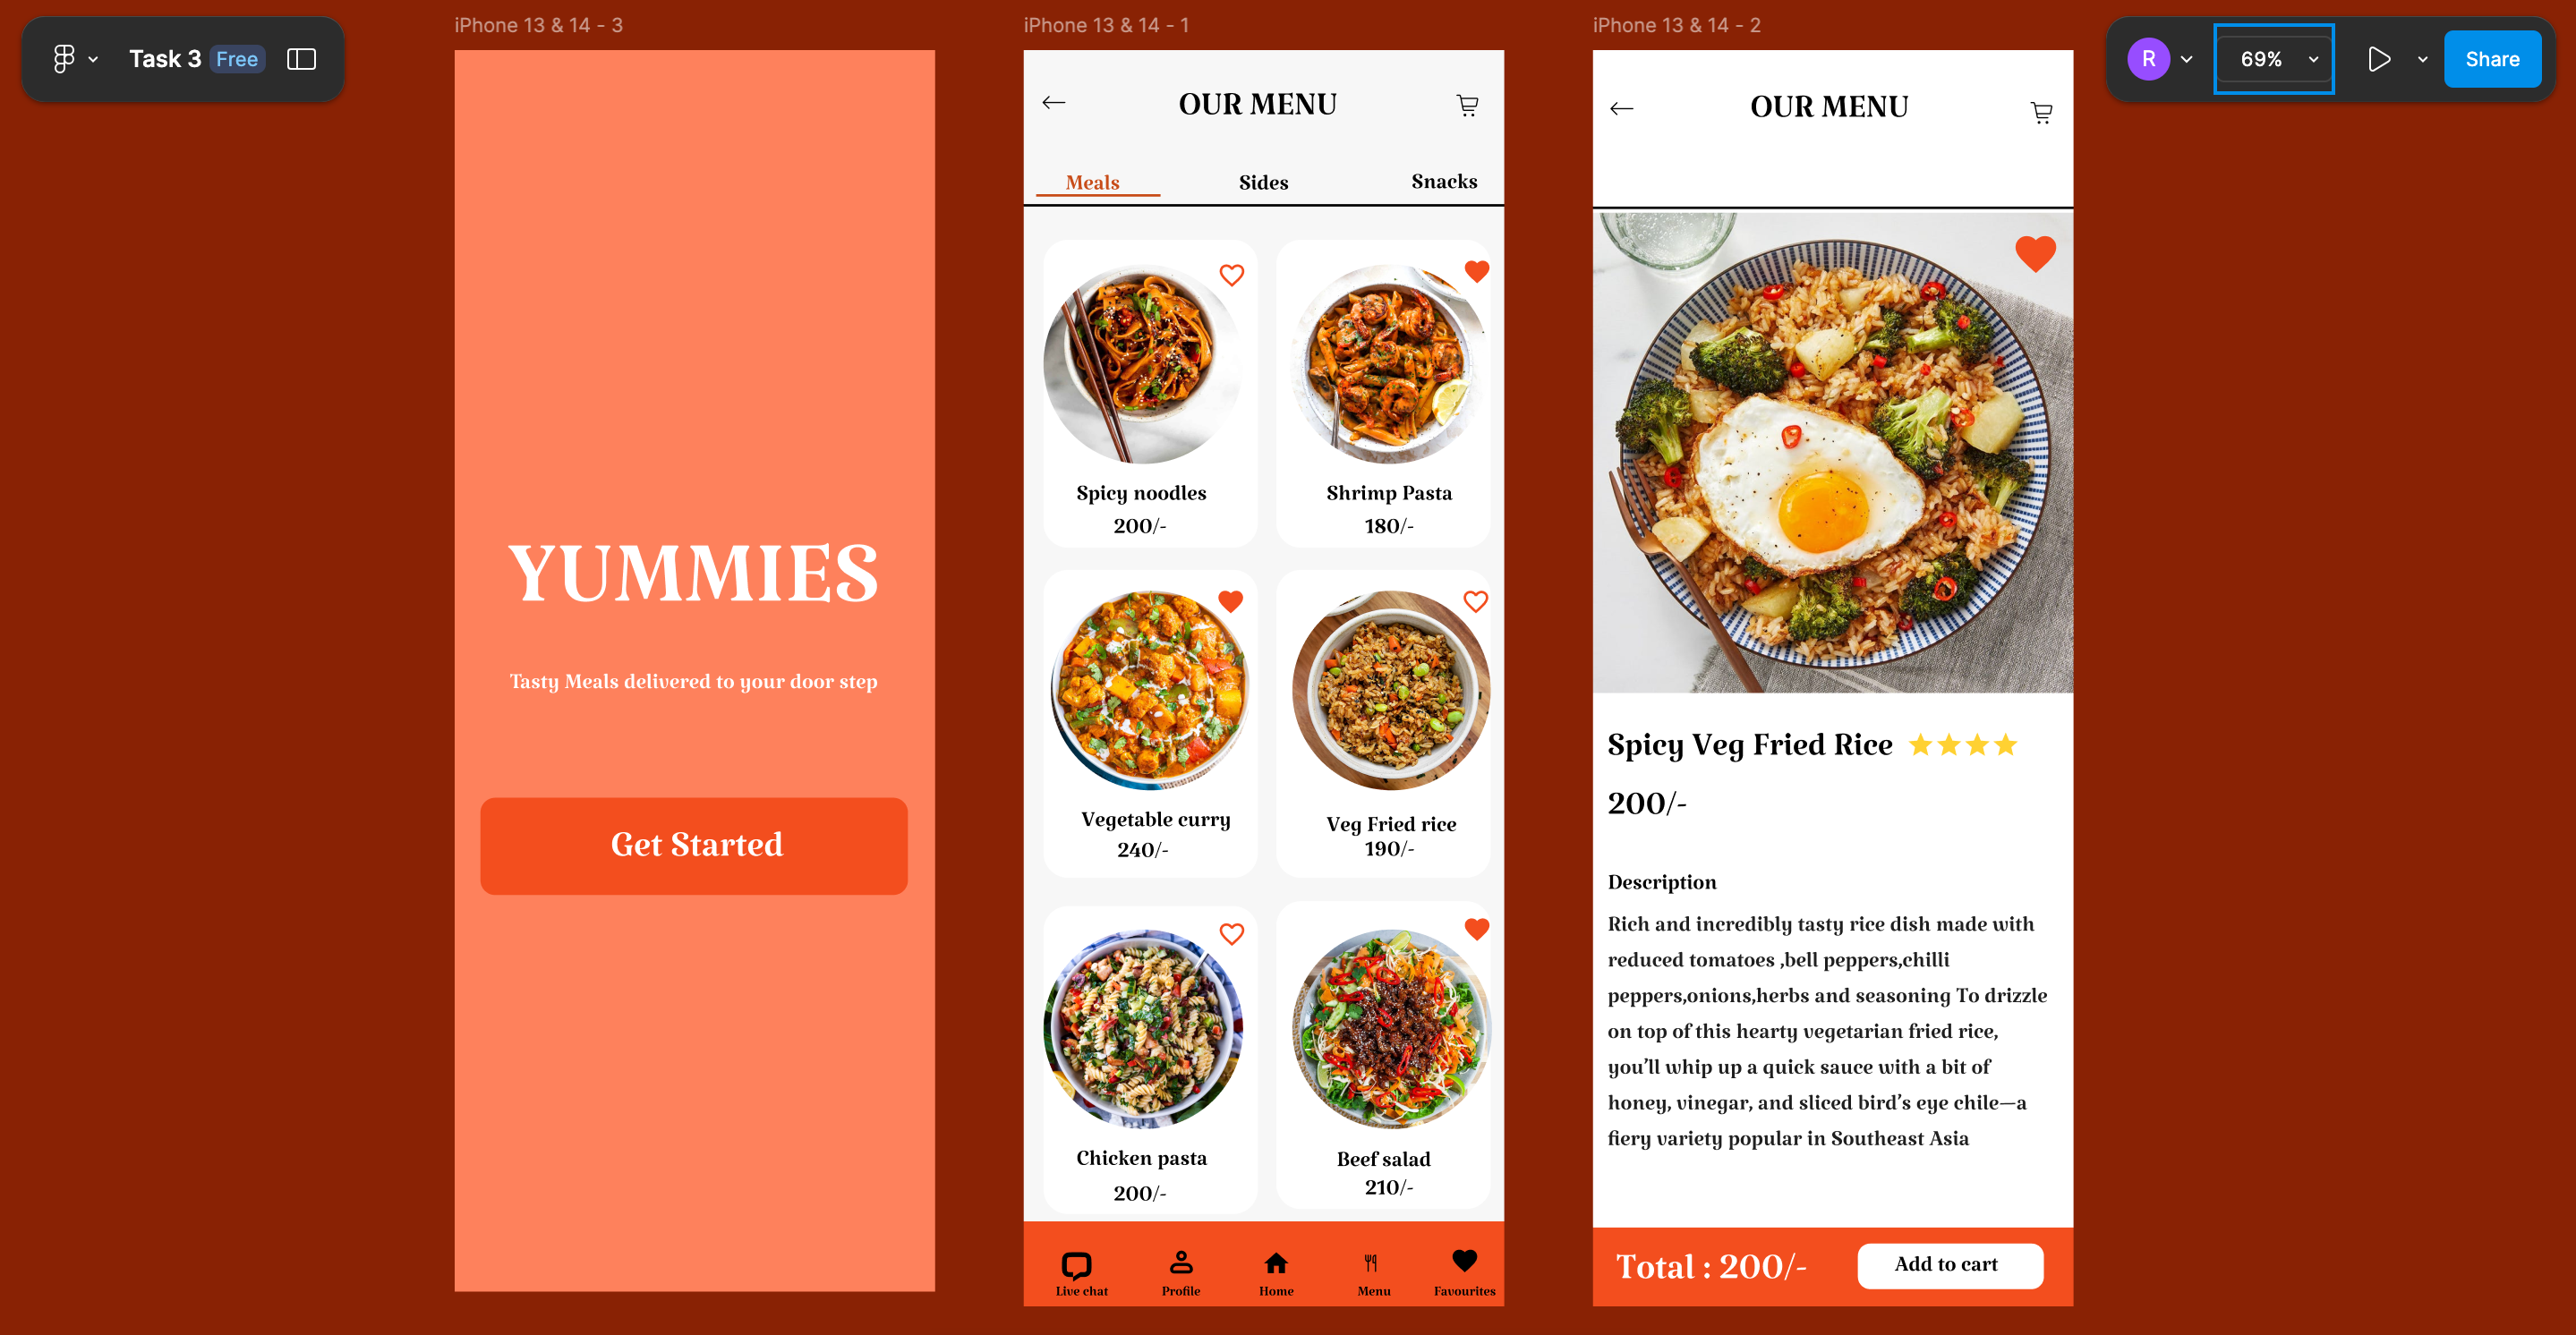 Task 3 Free
R
69%
Share
iPhone 13 & 14 - 3
YUMMIES
Tasty Meals delivered to your door step
Get Started
iPhone 13 & 14 - 1
OUR MENU
Meals Sides Snacks
Spicy noodles
200/-
Shrimp Pasta
180/-
Vegetable curry
240/-
Veg Fried rice
190/-
Chicken pasta
200/-
Beef salad
210/-
Live chat Profile Home Menu Favourites
iPhone 13 & 14 - 2
OUR MENU
Spicy Veg Fried Rice
200/-
Description
Rich and incredibly tasty rice dish made with
reduced tomatoes ,bell peppers,chilli
peppers,onions,herbs and seasoning To drizzle
on top of this hearty vegetarian fried rice,
you’ll whip up a quick sauce with a bit of
honey, vinegar, and sliced bird’s eye chile—a
fiery variety popular in Southeast Asia
Total : 200/- Add to cart